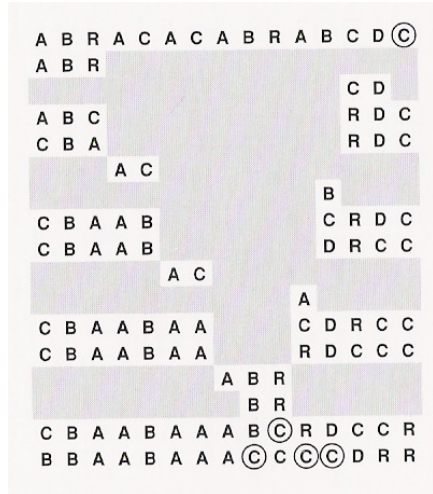 A B R A C A C A B R A B C D C
A B R
C D
A B C R D C
C B A R D C
A C
B
C B A A B C R D C
C B A A B D R C C
A C
A
C B A A B A A C D R C C
C B A A B A A R D C C C
A B R
B R
C B A A B A A A B C R D C C R
B B A A B A A A C C C C D R R